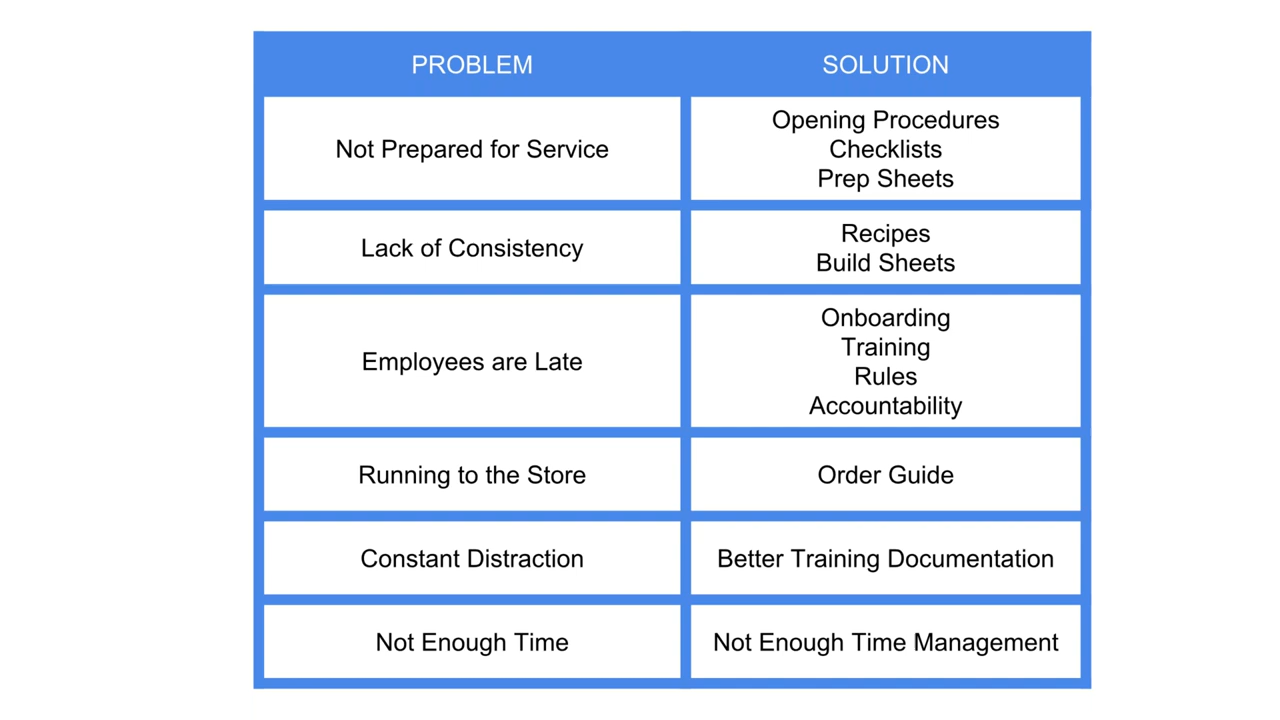 PROBLEM
SOLUTION
Not Prepared for Service
Opening Procedures
Checklists
Prep Sheets
Lack of Consistency
Recipes
Build Sheets
Employees are Late
Onboarding
Training
Rules
Accountability
Running to the Store
Order Guide
Constant Distraction
Better Training Documentation
Not Enough Time
Not Enough Time Management